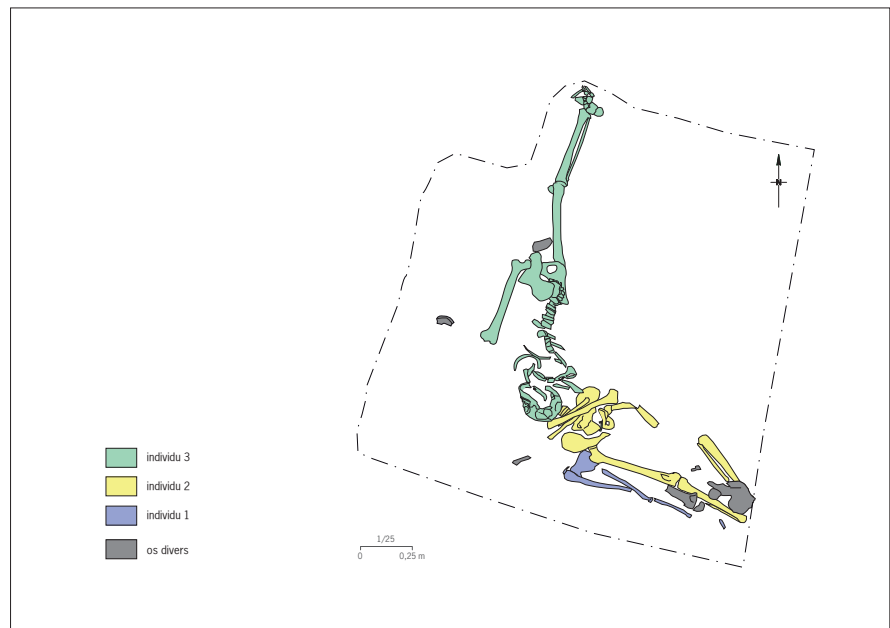 N
individu 3
individu 2
individu 1
os divers
1/25
0 0,25 m